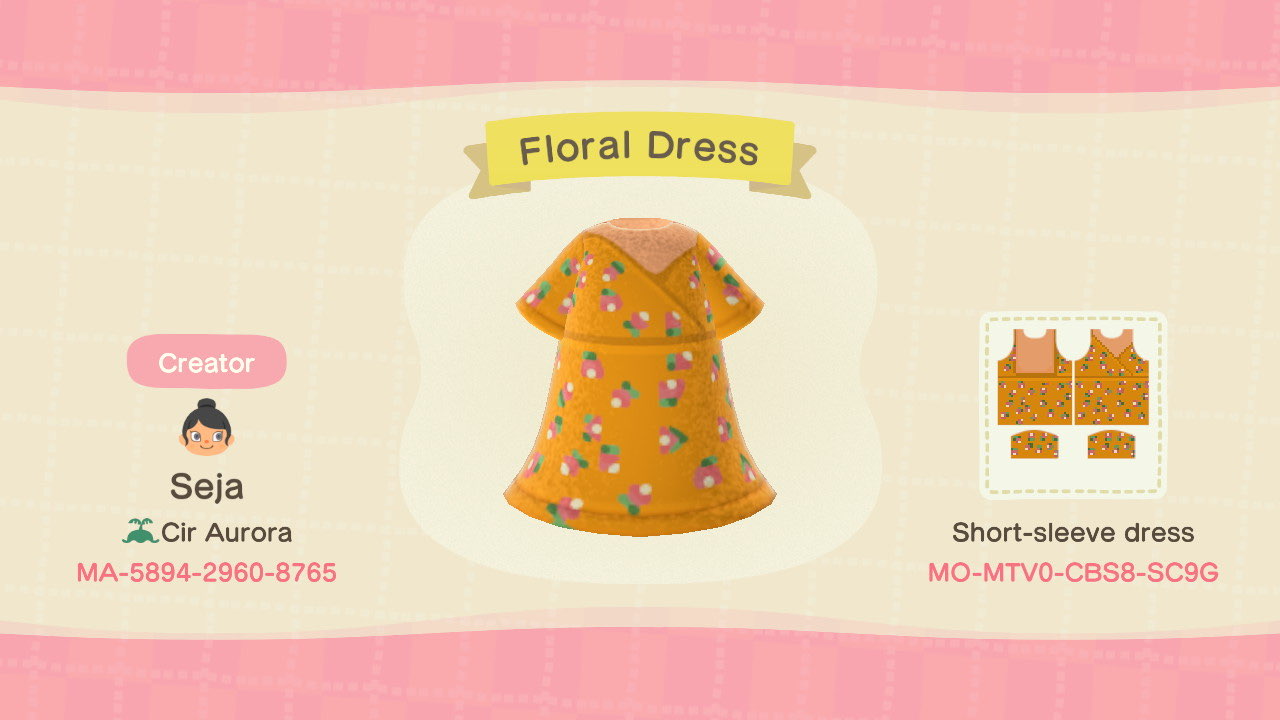 Floral Dress
Creator
Seja
Cir Aurora
MA-5894-2960-8765
Short-sleeve dress
MO-MTV0-CBS8-SC9G